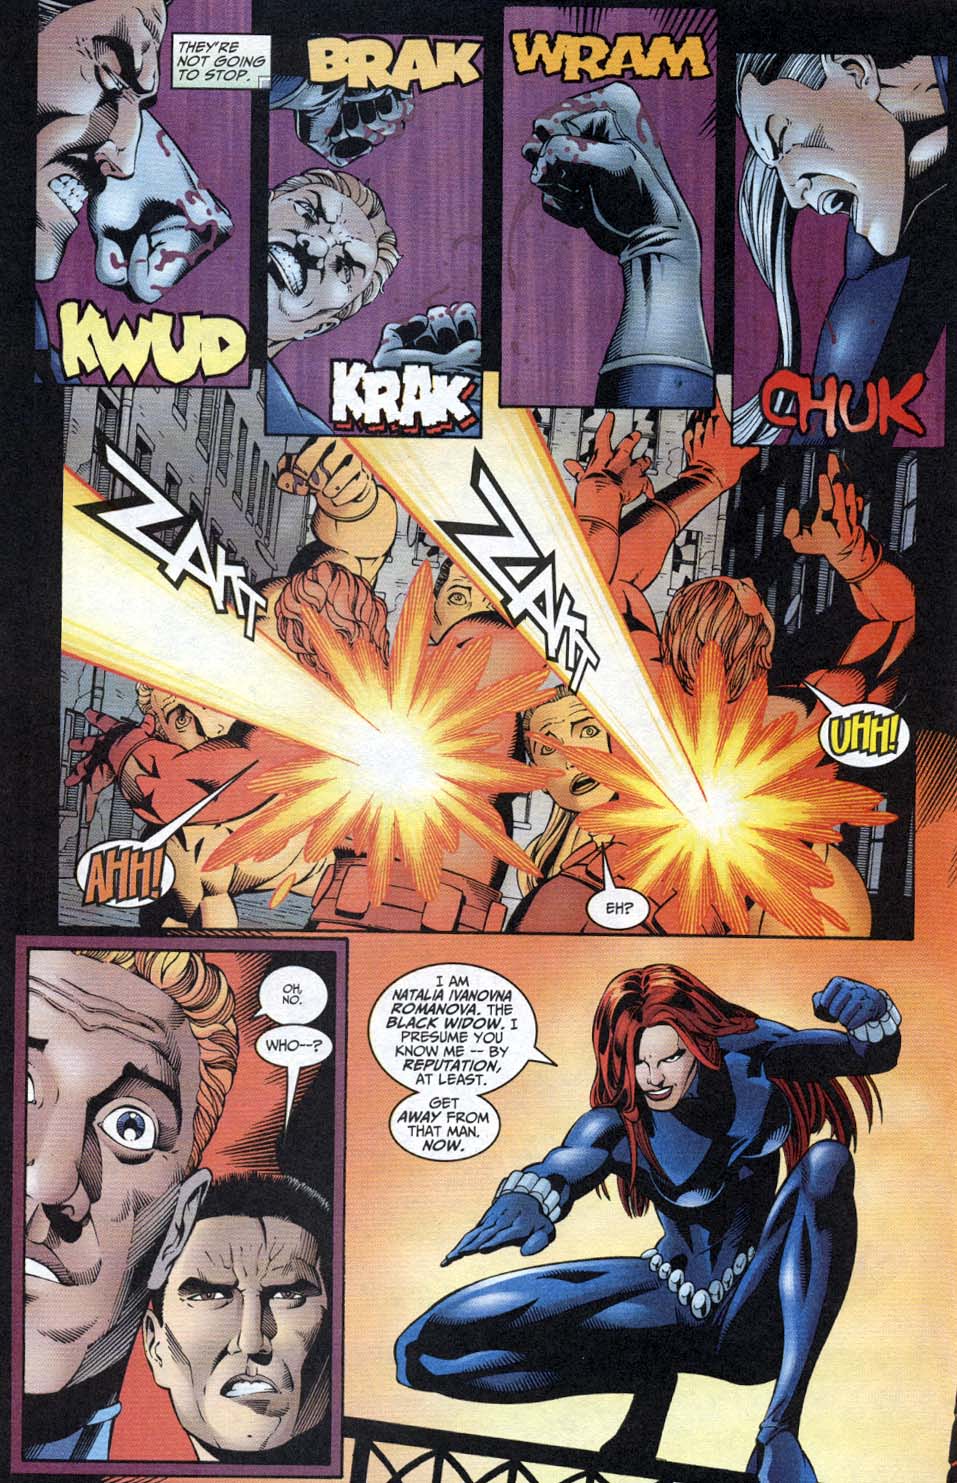 THEY'RE
NOT GOING
TO STOP.
KWUD
BRAK
KRAK
WRAM
CHUK
ZAKT
ZAKT
AHH!
EH?
UHH!
OH,
NO.
WHO--?
I AM
NATALIA IVANOVNA
ROMANOVA. THE
BLACK WIDOW. I
PRESUME YOU
KNOW ME -- BY
REPUTATION,
AT LEAST.
GET
AWAY FROM
THAT MAN.
NOW.